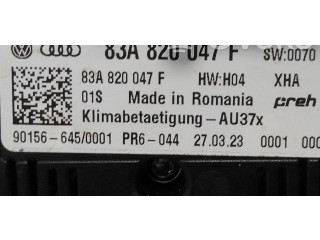 83A 820 047 F SW:0070
83A 820 047 F HW:H04 XHA
01S Made in Romania preh
Klimabetaetigung-AU37x
90156-645/0001 PR6-044 27.03.23 0001 000